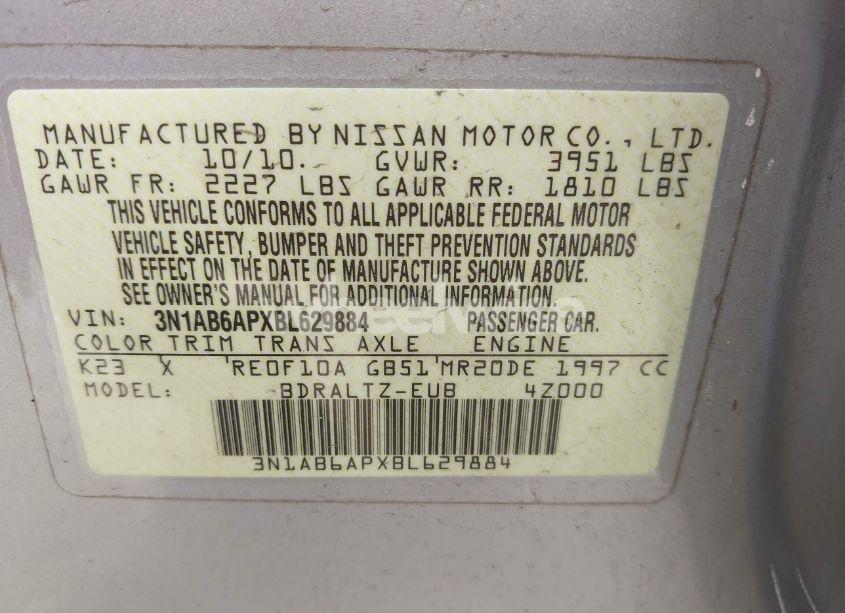 MANUFACTURED BY NISSAN MOTOR CO., LTD.
DATE: 10/10. GVWR: 3951 LBS
GAWR FR: 2227 LBS GAWR RR: 1810 LBS
THIS VEHICLE CONFORMS TO ALL APPLICABLE FEDERAL MOTOR
VEHICLE SAFETY, BUMPER AND THEFT PREVENTION STANDARDS
IN EFFECT ON THE DATE OF MANUFACTURE SHOWN ABOVE.
SEE OWNER'S MANUAL FOR ADDITIONAL INFORMATION.
VIN: 3N1AB6APXBL629884 PASSENGER CAR.
COLOR TRIM TRANS AXLE ENGINE
K23 X RE0F10A GB51 MR20DE 1997 CC
MODEL: BDRALTZ-EUB 4Z000
3N1AB6APXBL629884